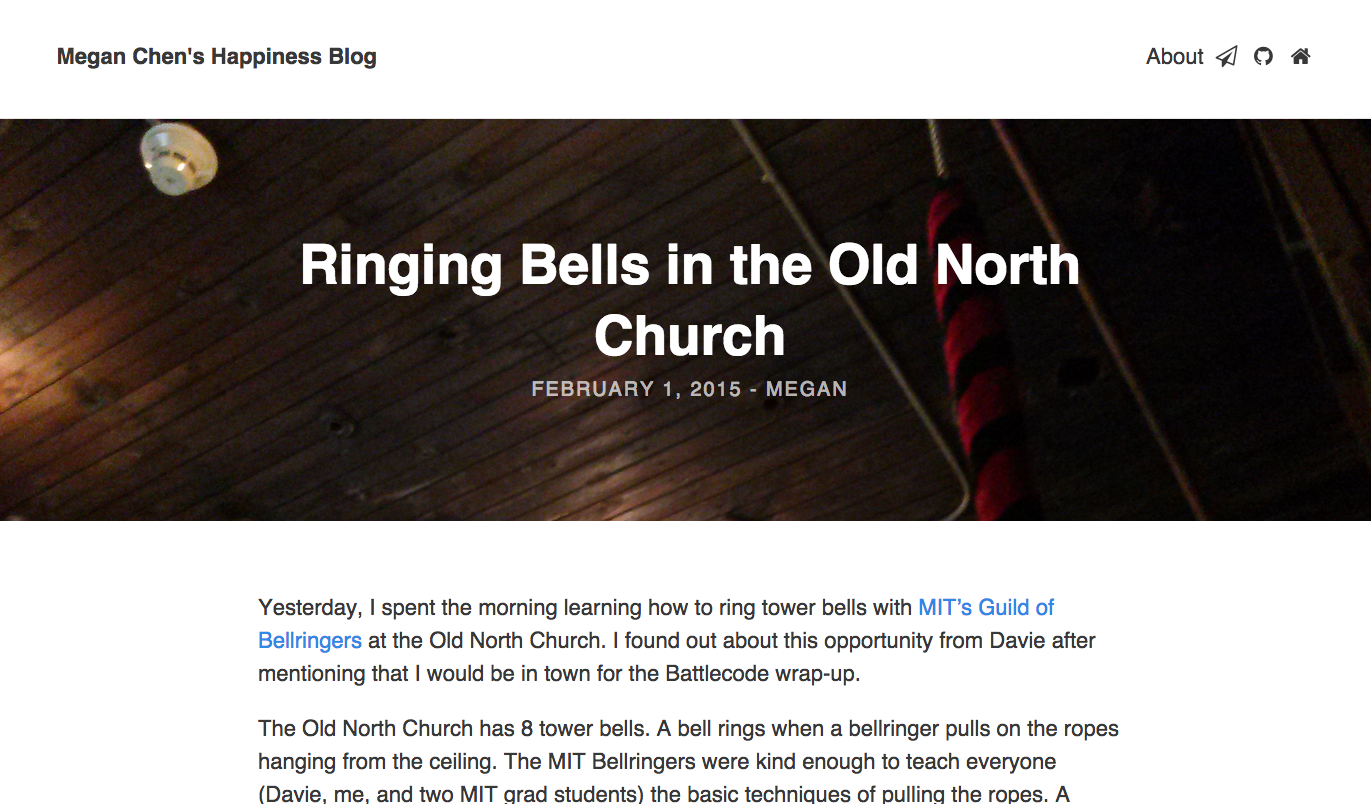 Megan Chen's Happiness Blog
About
Ringing Bells in the Old North
Church
FEBRUARY 1, 2015 - MEGAN
Yesterday, I spent the morning learning how to ring tower bells with MIT’s Guild of
Bellringers at the Old North Church. I found out about this opportunity from Davie after
mentioning that I would be in town for the Battlecode wrap-up.
The Old North Church has 8 tower bells. A bell rings when a bellringer pulls on the ropes
hanging from the ceiling. The MIT Bellringers were kind enough to teach everyone
(Davie, me, and two MIT grad students) the basic techniques of pulling the ropes. A